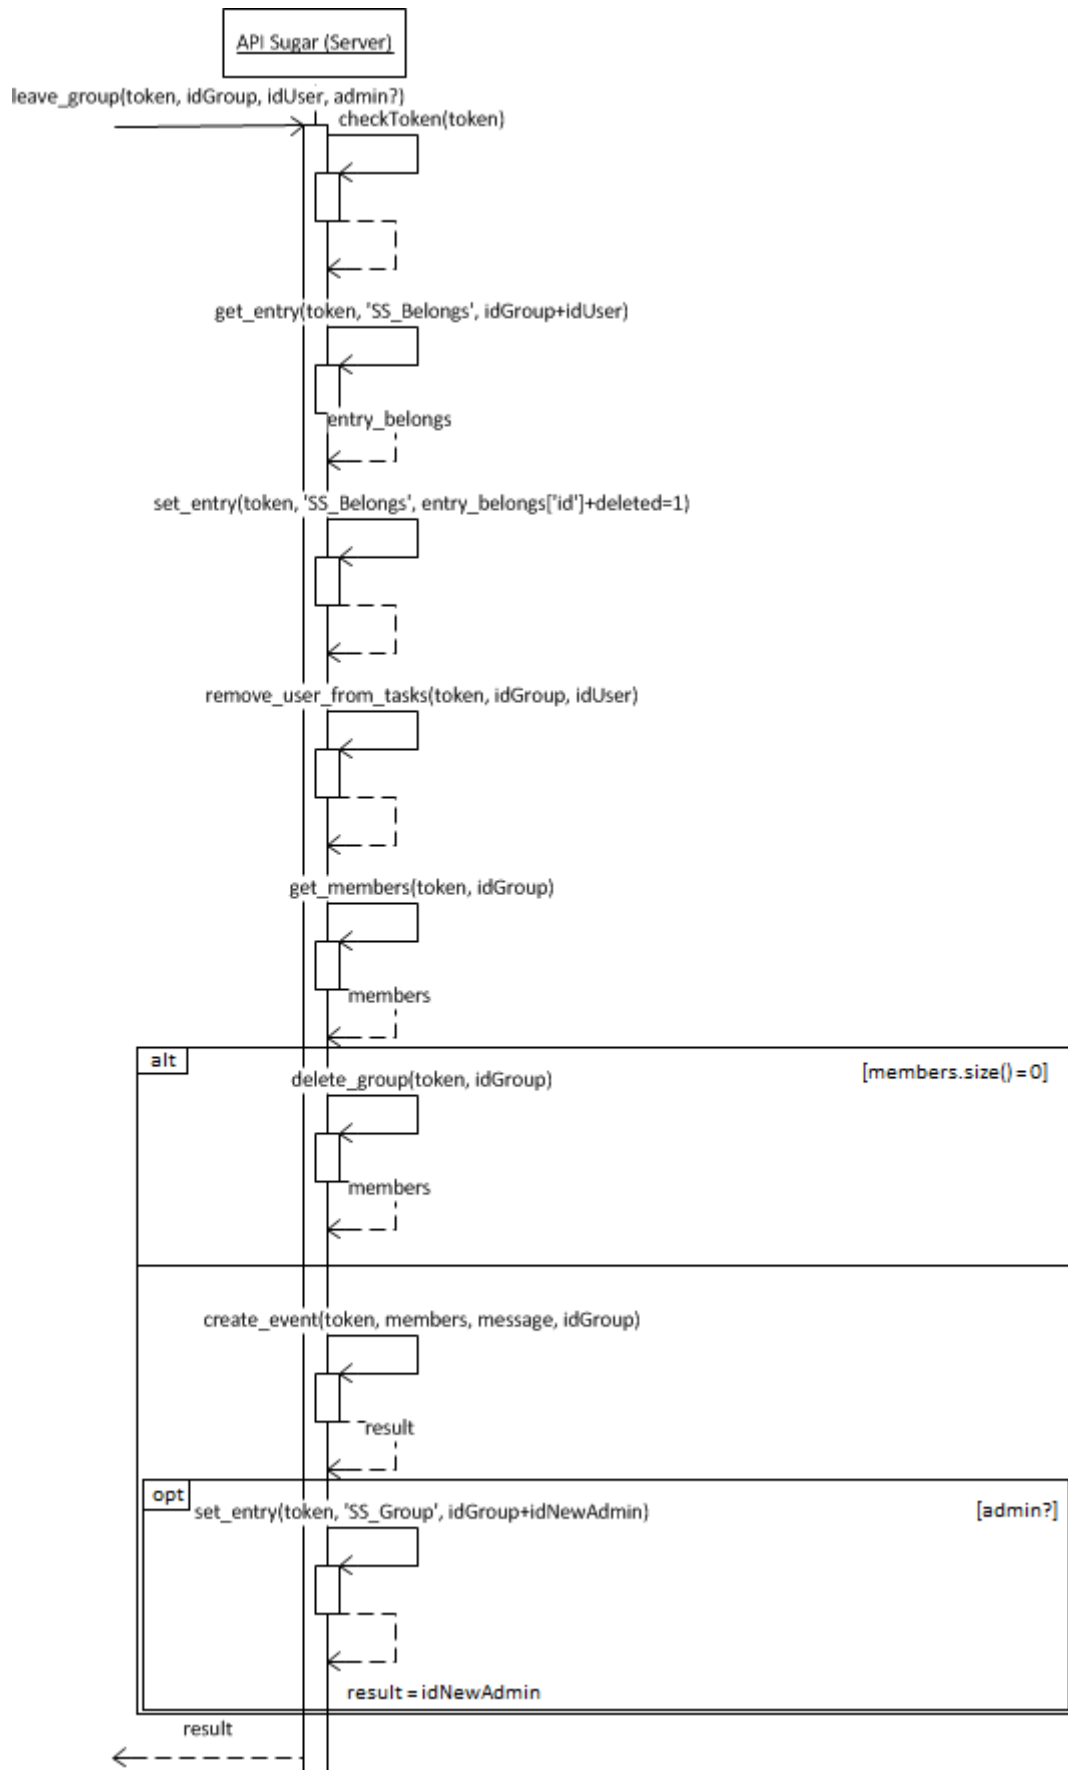 API Sugar (Server)
leave_group(token, idGroup, idUser, admin?)
checkToken(token)
get_entry(token, 'SS_Belongs', idGroup+idUser)
entry_belongs
set_entry(token, 'SS_Belongs', entry_belongs['id']+deleted=1)
remove_user_from_tasks(token, idGroup, idUser)
get_members(token, idGroup)
members
alt
[members.size()=0]
delete_group(token, idGroup)
members
create_event(token, members, message, idGroup)
result
opt
[admin?]
set_entry(token, 'SS_Group', idGroup+idNewAdmin)
result=idNewAdmin
result